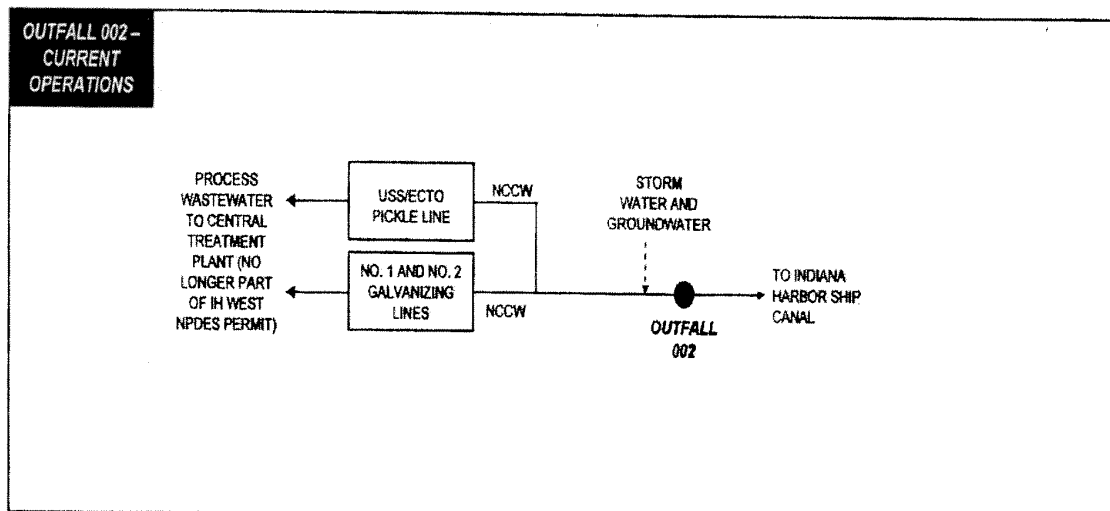 OUTFALL 002 –
CURRENT
OPERATIONS
PROCESS
WASTEWATER
TO CENTRAL
TREATMENT
PLANT (NO
LONGER PART
OF IH WEST
NPDES PERMIT)
USS/ECTO
PICKLE LINE
NCCW
NO. 1 AND NO. 2
GALVANIZING
LINES
NCCW
STORM
WATER AND
GROUNDWATER
OUTFALL
002
TO INDIANA
HARBOR SHIP
CANAL